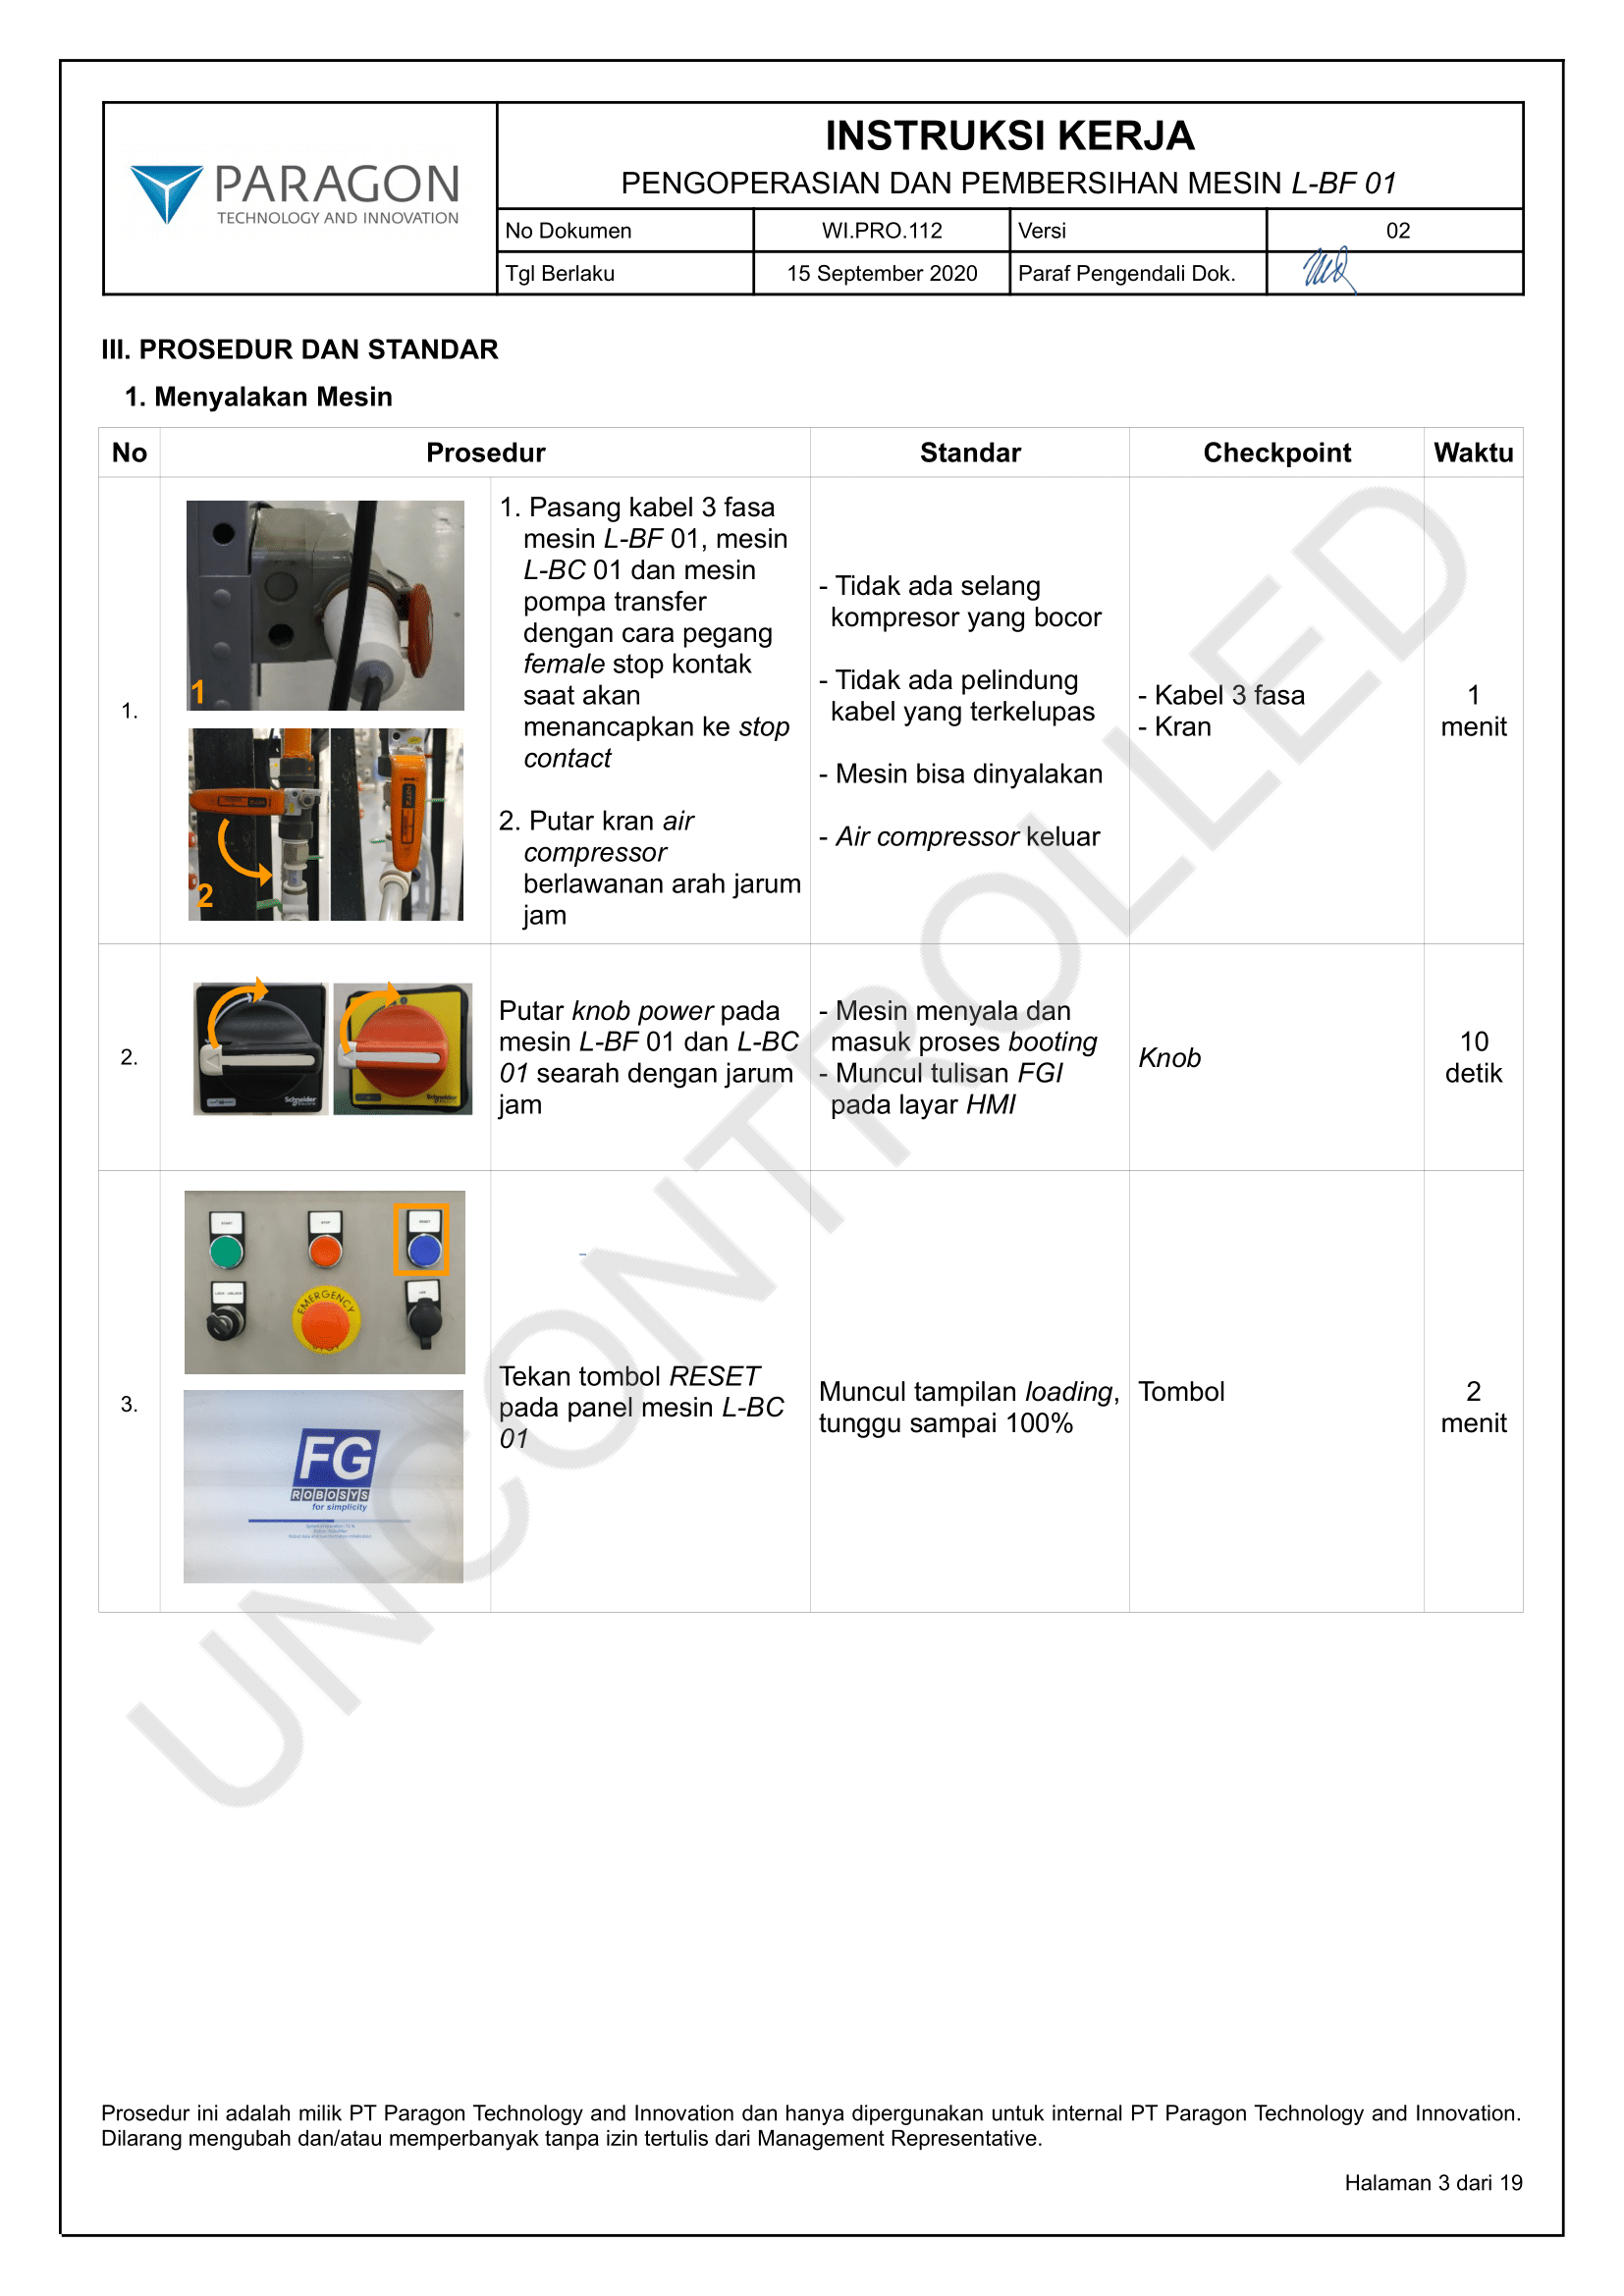 PARAGON
TECHNOLOGY AND INNOVATION
INSTRUKSI KERJA
PENGOPERASIAN DAN PEMBERSIHAN MESIN L-BF 01
No Dokumen
WI.PRO.112
Versi
02
Tgl Berlaku
15 September 2020
Paraf Pengendali Dok.
III. PROSEDUR DAN STANDAR
1. Menyalakan Mesin
No
Prosedur
Standar
Checkpoint
Waktu
1.
1
2
1. Pasang kabel 3 fasa
mesin L-BF 01, mesin
L-BC 01 dan mesin
pompa transfer
dengan cara pegang
female stop kontak
saat akan
menancapkan ke stop
contact
2. Putar kran air
compressor
berlawanan arah jarum
jam
- Tidak ada selang
kompresor yang bocor
- Tidak ada pelindung
kabel yang terkelupas
- Mesin bisa dinyalakan
- Air compressor keluar
- Kabel 3 fasa
- Kran
1
menit
2.
Schneider
Schneider
Putar knob power pada
mesin L-BF 01 dan L-BC
01 searah dengan jarum
jam
- Mesin menyala dan
masuk proses booting
- Muncul tulisan FGI
pada layar HMI
Knob
10
detik
3.
START
STOP
RESET
LOCK - UNLOCK
EMERGENCY
STOP
USB
FG
ROBOSYS
for simplicity
Tekan tombol RESET
pada panel mesin L-BC
01
Muncul tampilan loading,
tunggu sampai 100%
Tombol
2
menit
UNCONTROLLED
Prosedur ini adalah milik PT Paragon Technology and Innovation dan hanya dipergunakan untuk internal PT Paragon Technology and Innovation.
Dilarang mengubah dan/atau memperbanyak tanpa izin tertulis dari Management Representative.
Halaman 3 dari 19